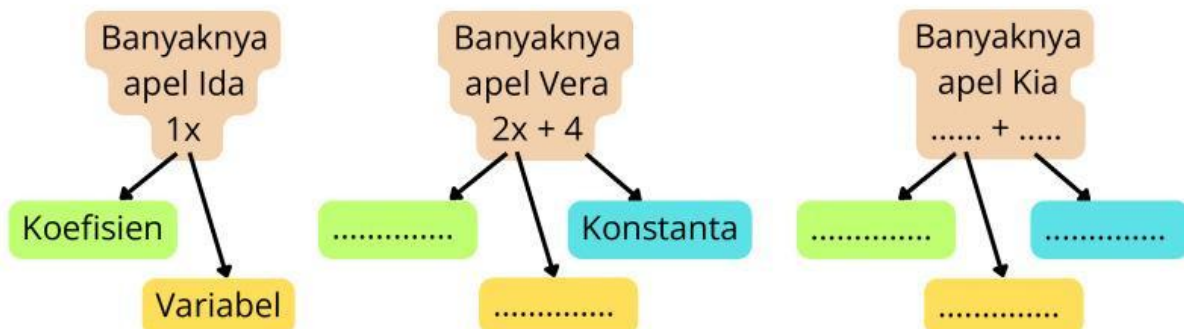 Banyaknya
apel Ida
1x
Koefisien
Variabel
Banyaknya
apel Vera
2x + 4
..............
Konstanta
..............
Banyaknya
apel Kia
...... + .....
..............
..............
..............